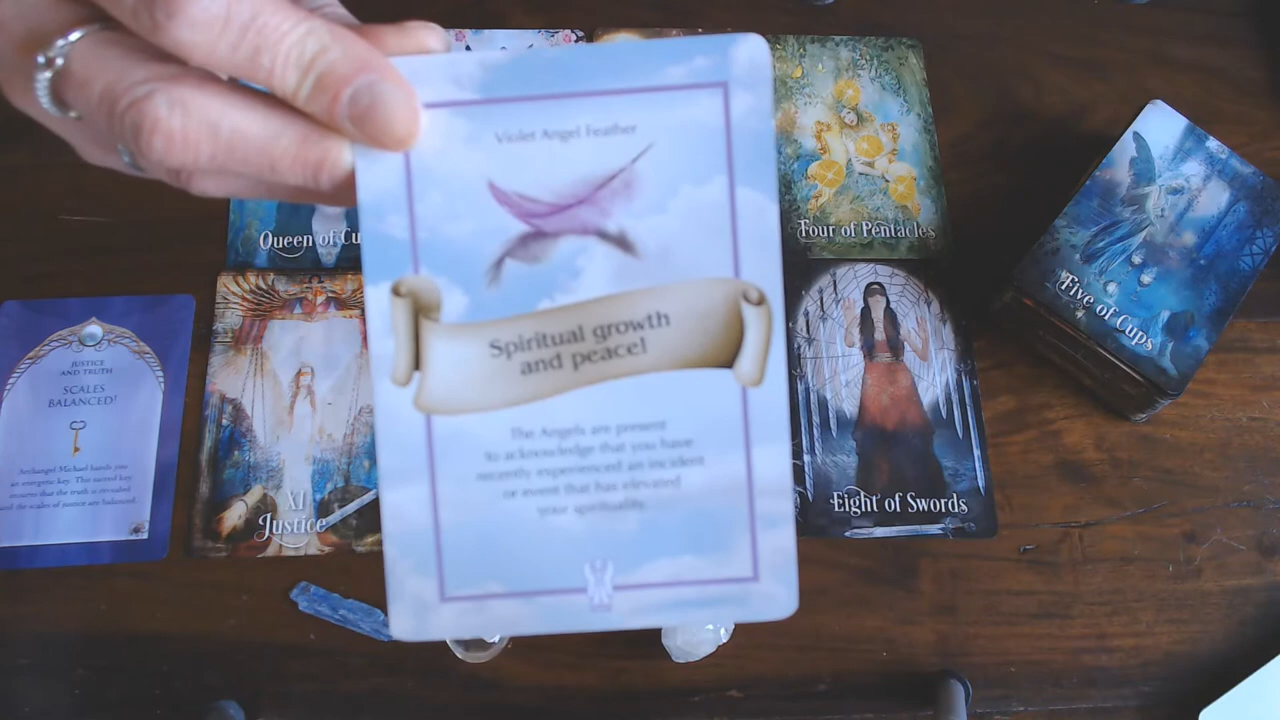 Violet Angel Feather
Spiritual growth
and peace!
The Angels are present
to acknowledge that you have
recently experienced an incident
or event that has elevated
your spirituality.
Queen of Cu
Four of Pentacles
Five of Cups
JUSTICE
AND TRUTH
SCALES
BALANCED!
Archangel Michael hands you
an energetic key. This sacred key
ensures that the truth is revealed
and the scales of justice are balanced.
XI
Justice
Eight of Swords